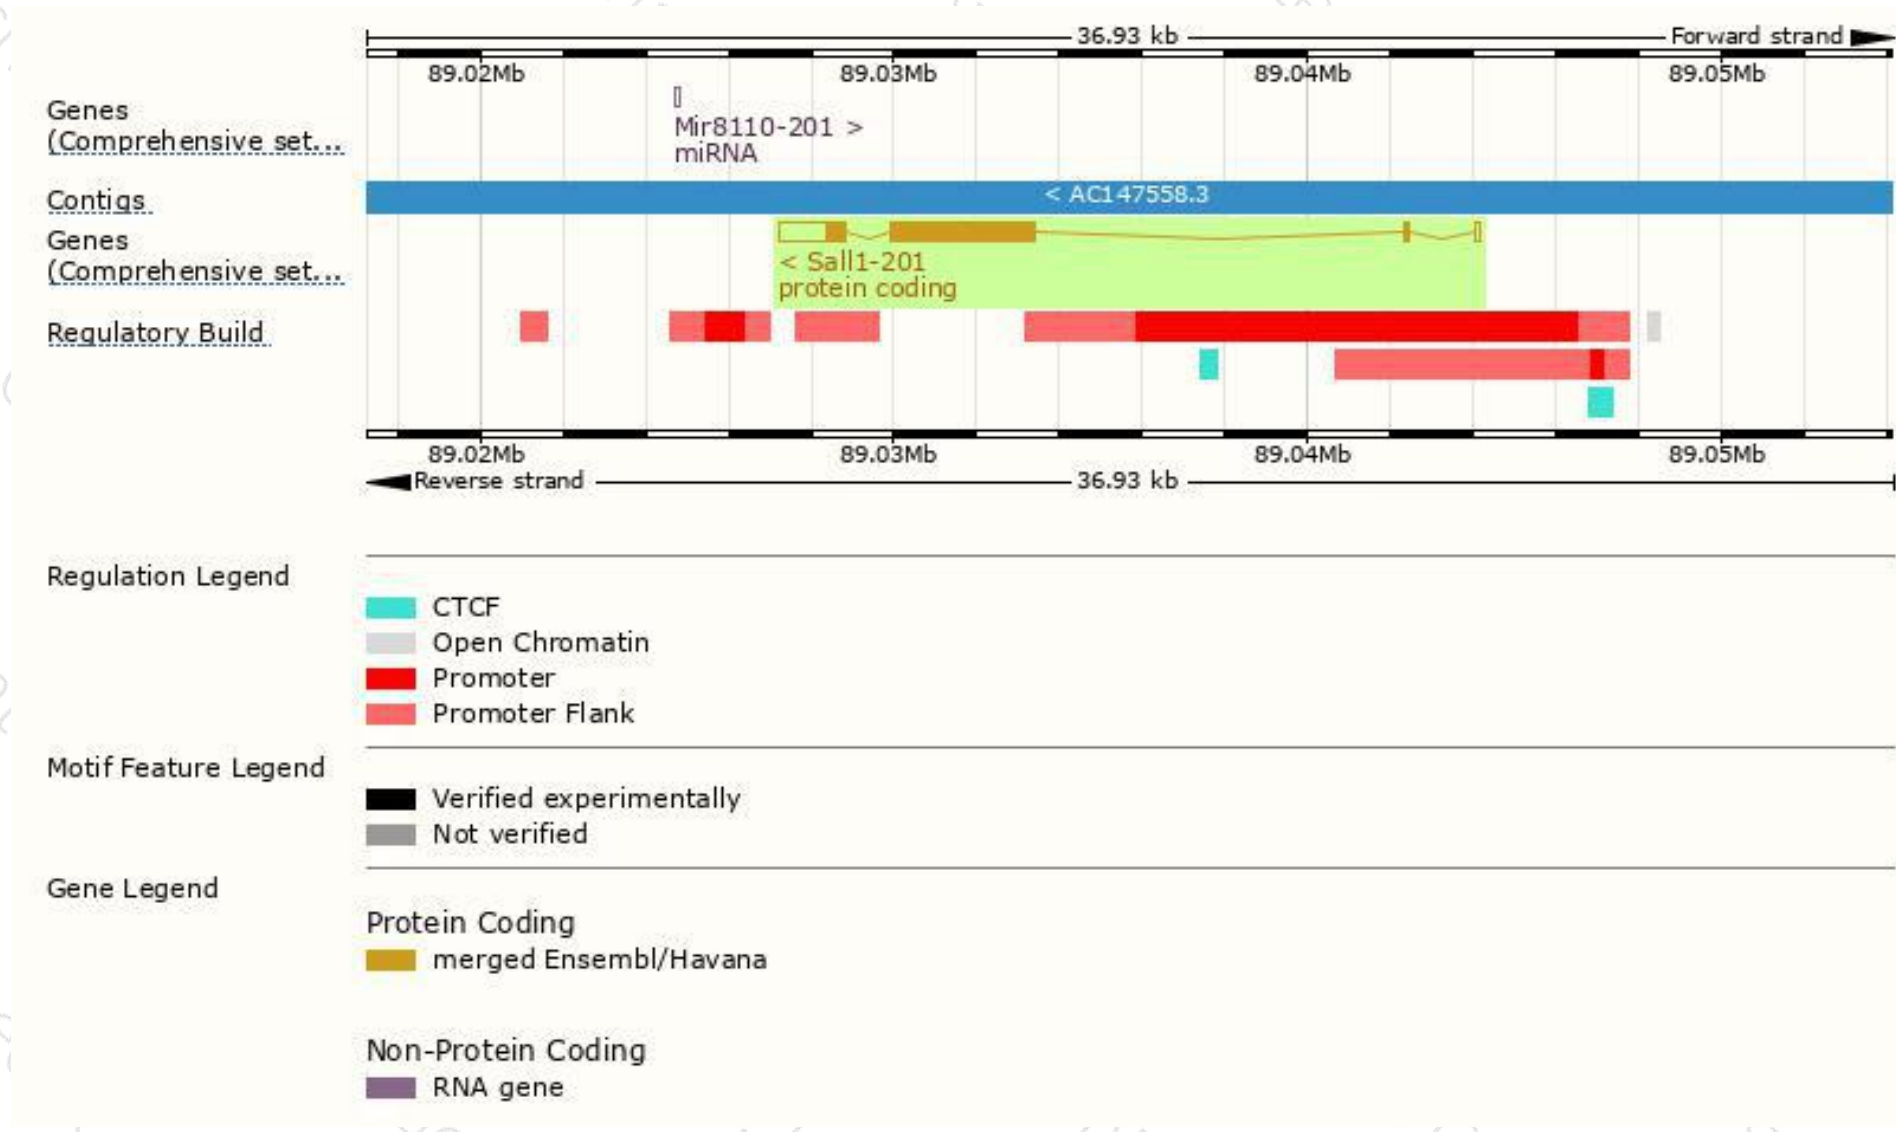 36.93 kb Forward strand
89.02Mb 89.03Mb 89.04Mb 89.05Mb
Genes
(Comprehensive set...
Mir8110-201 >
miRNA
Contigs
< AC147558.3
Genes
(Comprehensive set...
< Sall1-201
protein coding
Regulatory Build
89.02Mb 89.03Mb 89.04Mb 89.05Mb
Reverse strand 36.93 kb
Regulation Legend
CTCF
Open Chromatin
Promoter
Promoter Flank
Motif Feature Legend
Verified experimentally
Not verified
Gene Legend
Protein Coding
merged Ensembl/Havana
Non-Protein Coding
RNA gene